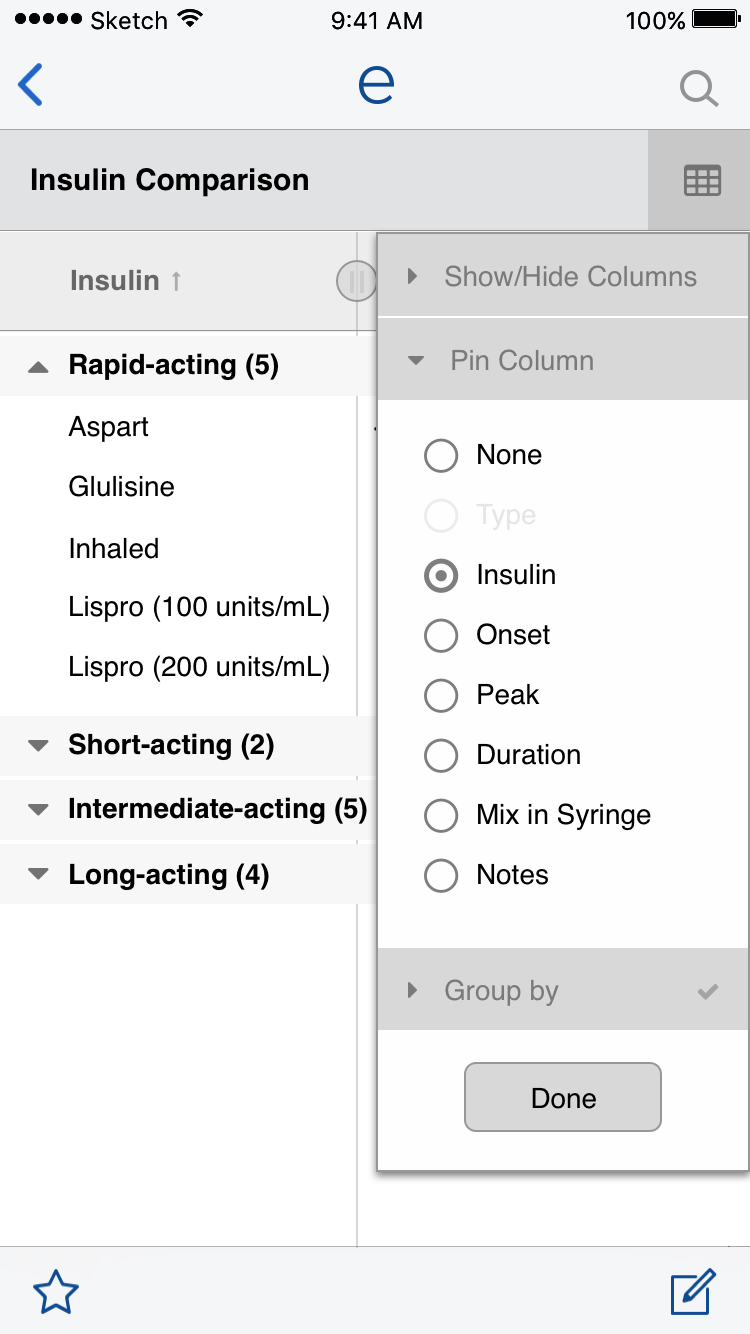 Sketch 9:41 AM 100%
e
Insulin Comparison
Insulin ↑
Show/Hide Columns
Pin Column
Rapid-acting (5)
Aspart
Glulisine
Inhaled
Lispro (100 units/mL)
Lispro (200 units/mL)
Short-acting (2)
Intermediate-acting (5)
Long-acting (4)
None
Type
Insulin
Onset
Peak
Duration
Mix in Syringe
Notes
Group by
Done